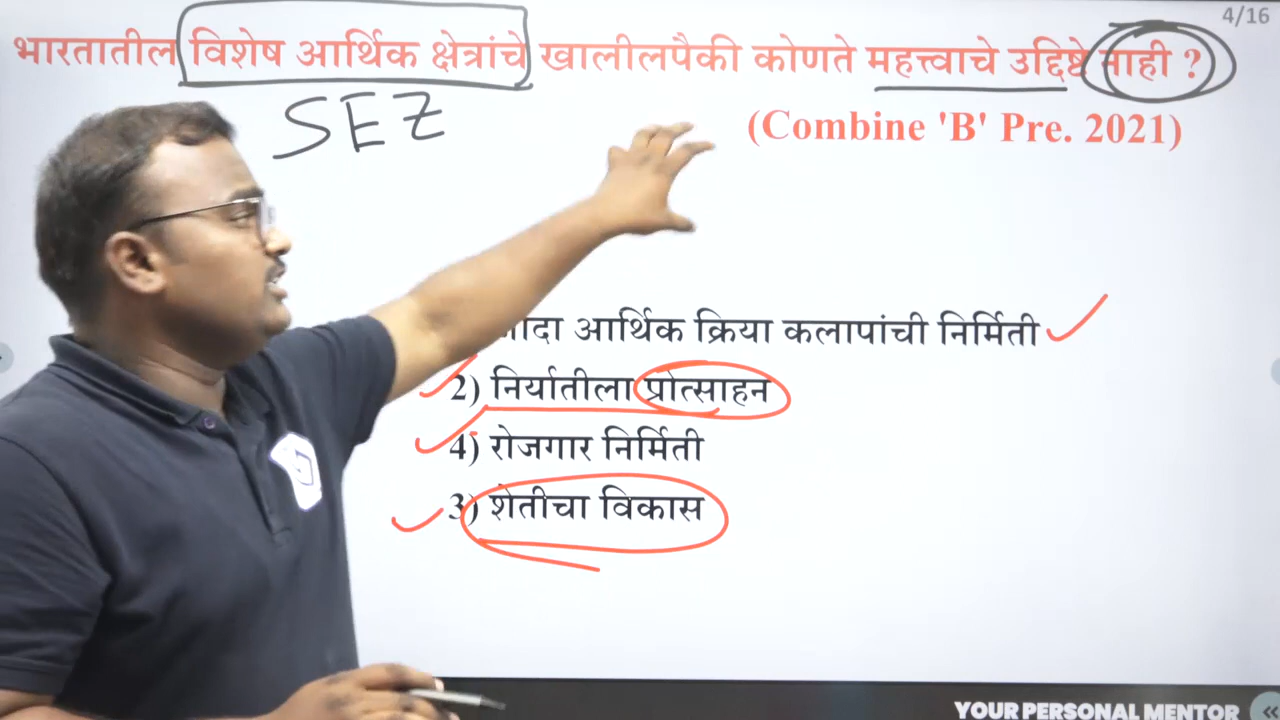 4/16
भारतातील विशेष आर्थिक क्षेत्रांचे खालीलपैकी कोणते महत्त्वाचे उद्दिष्टे नाही ?
SEZ
(Combine 'B' Pre. 2021)
आर्थिक क्रिया कलापांची निर्मिती
2) निर्यातीला प्रोत्साहन
4) रोजगार निर्मिती
3) शेतीचा विकास
YOUR PERSONAL MENTOR